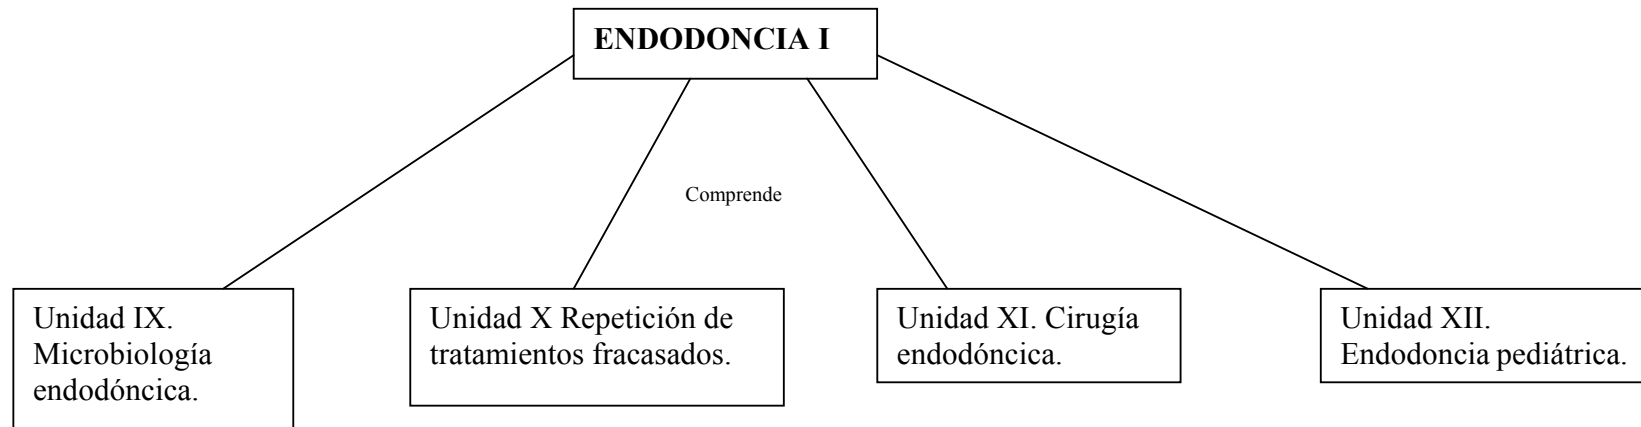 ENDODONCIA I
Comprende
Unidad IX.
Microbiología
endodóncica.
Unidad X Repetición de
tratamientos fracasados.
Unidad XI. Cirugía
endodóncica.
Unidad XII.
Endodoncia pediátrica.